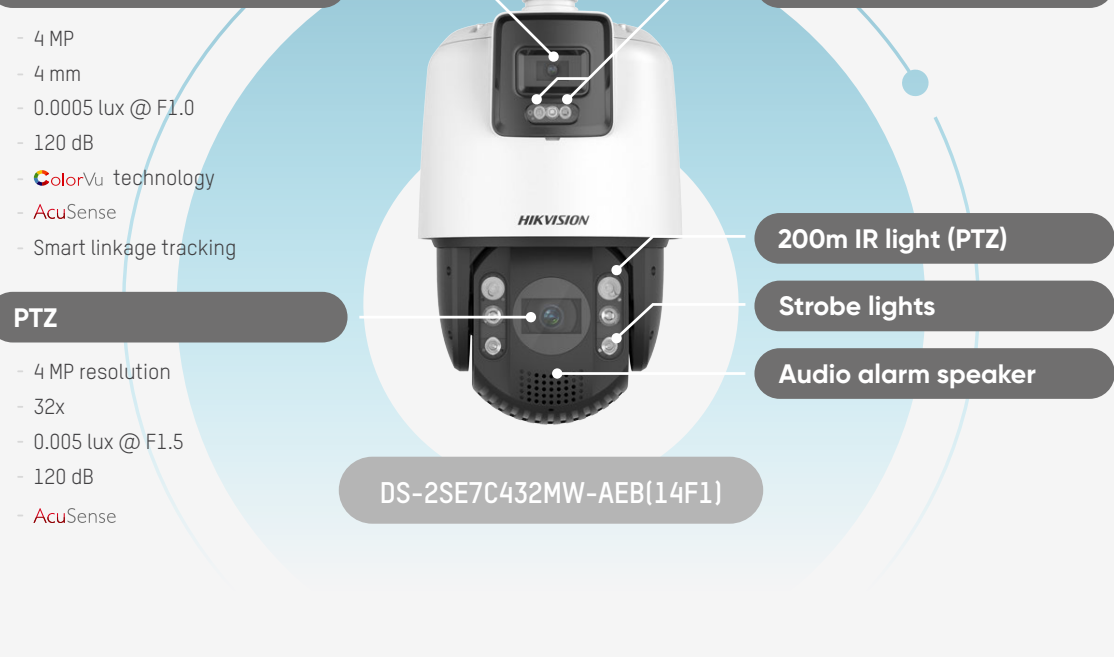 - 4 MP
- 4 mm
- 0.0005 lux @ F1.0
- 120 dB
- ColorVu technology
- AcuSense
- Smart linkage tracking
PTZ
- 4 MP resolution
- 32x
- 0.005 lux @ F1.5
- 120 dB
- AcuSense
HIKVISION
200m IR light (PTZ)
Strobe lights
Audio alarm speaker
DS-2SE7C432MW-AEB(14F1)